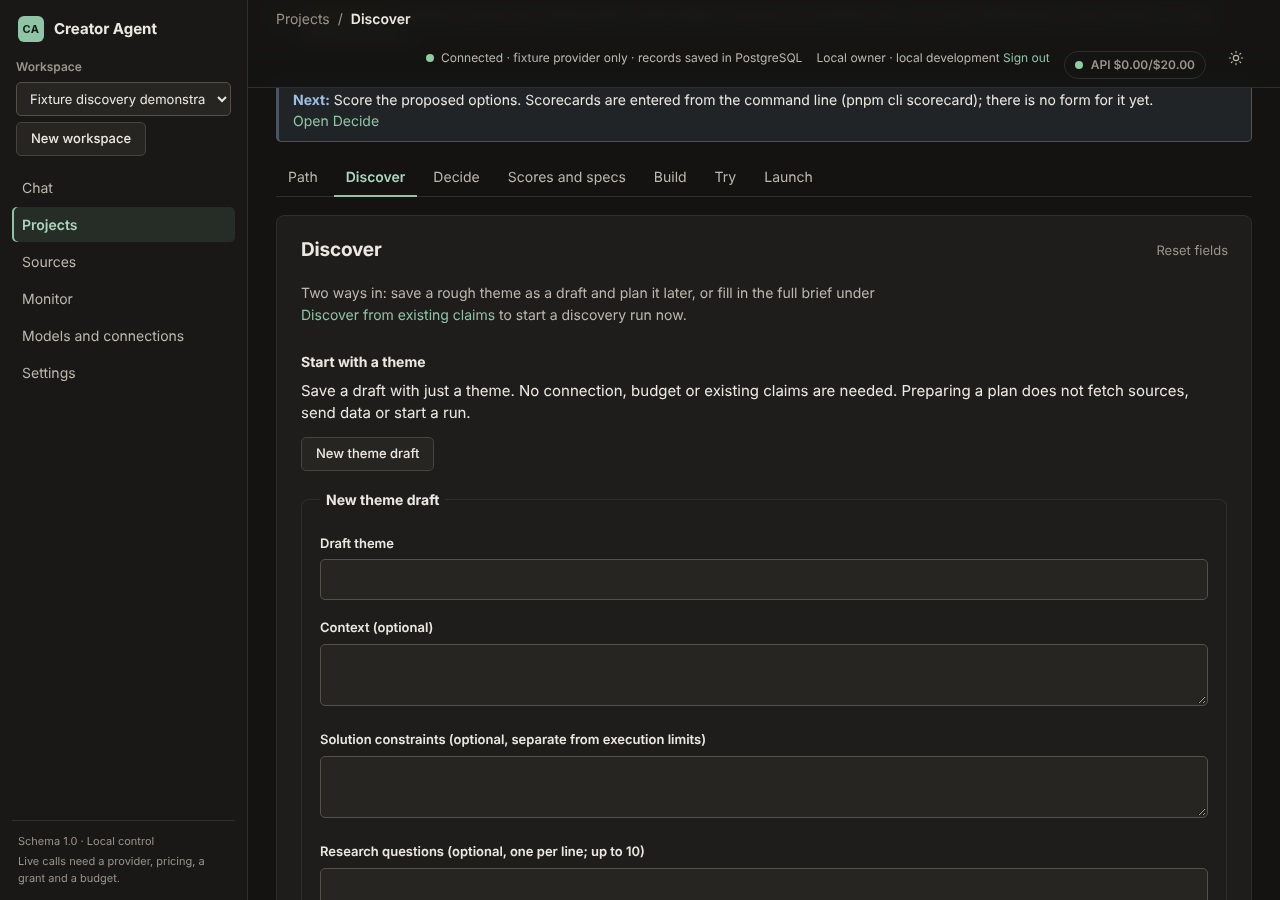 CA Creator Agent
Workspace
Fixture discovery demonstra
New workspace
Chat
Projects
Sources
Monitor
Models and connections
Settings
Schema 1.0 · Local control
Live calls need a provider, pricing, a
grant and a budget.
Projects / Discover
Connected · fixture provider only · records saved in PostgreSQL Local owner · local development Sign out API $0.00/$20.00
Next: Score the proposed options. Scorecards are entered from the command line (pnpm cli scorecard); there is no form for it yet.
Open Decide
Path Discover Decide Scores and specs Build Try Launch
Discover Reset fields
Two ways in: save a rough theme as a draft and plan it later, or fill in the full brief under
Discover from existing claims to start a discovery run now.
Start with a theme
Save a draft with just a theme. No connection, budget or existing claims are needed. Preparing a plan does not fetch sources,
send data or start a run.
New theme draft
New theme draft
Draft theme
Context (optional)
Solution constraints (optional, separate from execution limits)
Research questions (optional, one per line; up to 10)